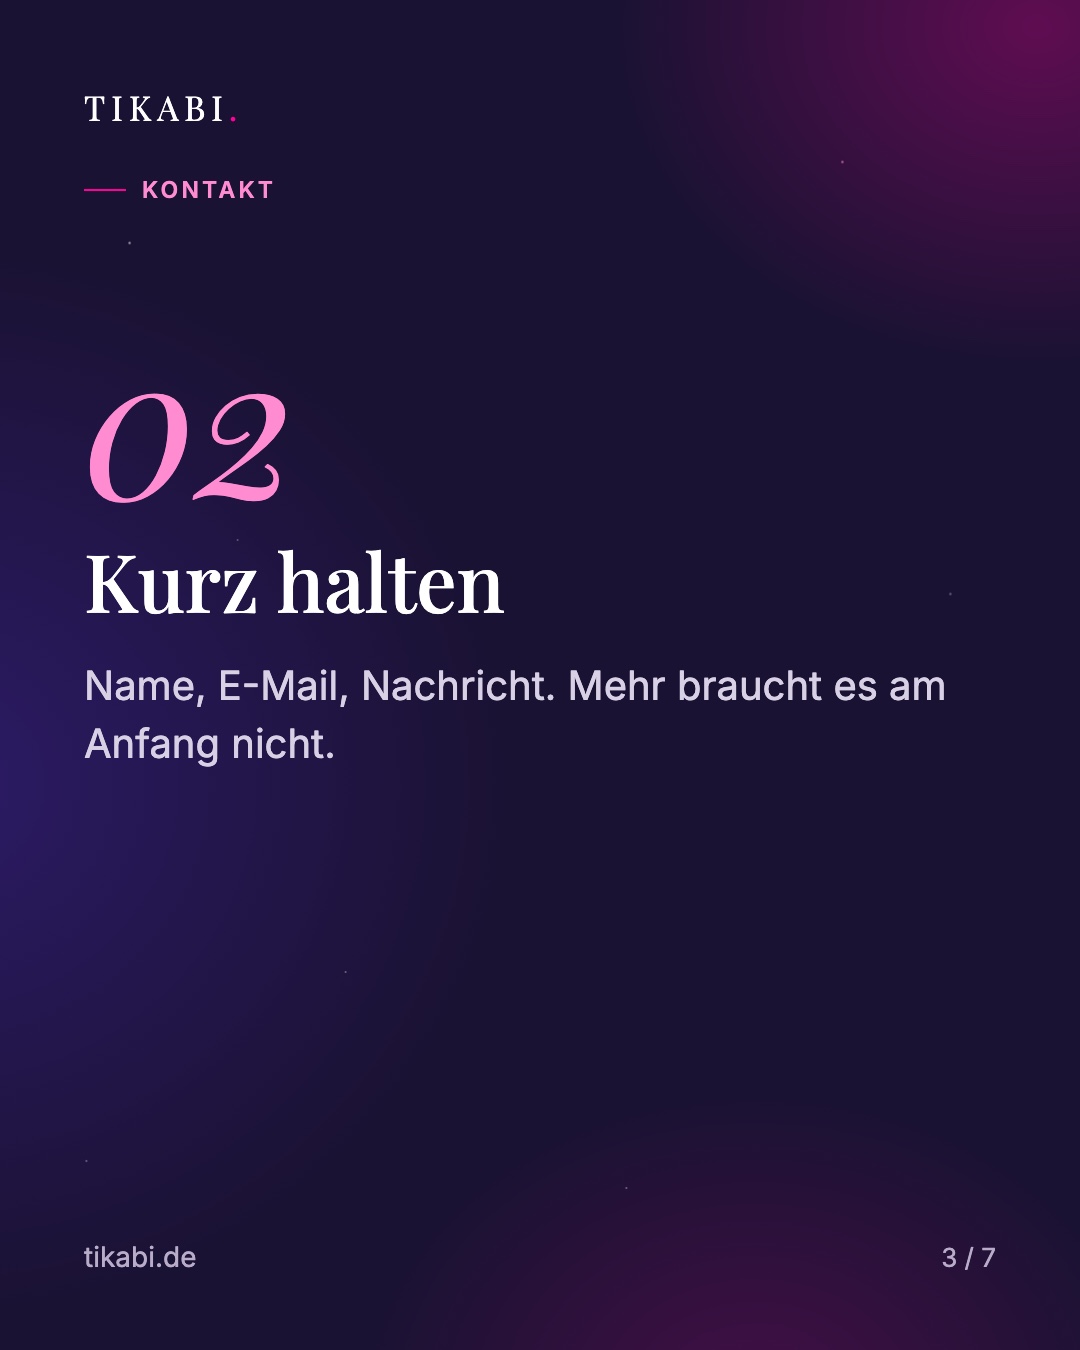 TIKABI.
KONTAKT
02
Kurz halten
Name, E-Mail, Nachricht. Mehr braucht es am
Anfang nicht.
tikabi.de
3 / 7